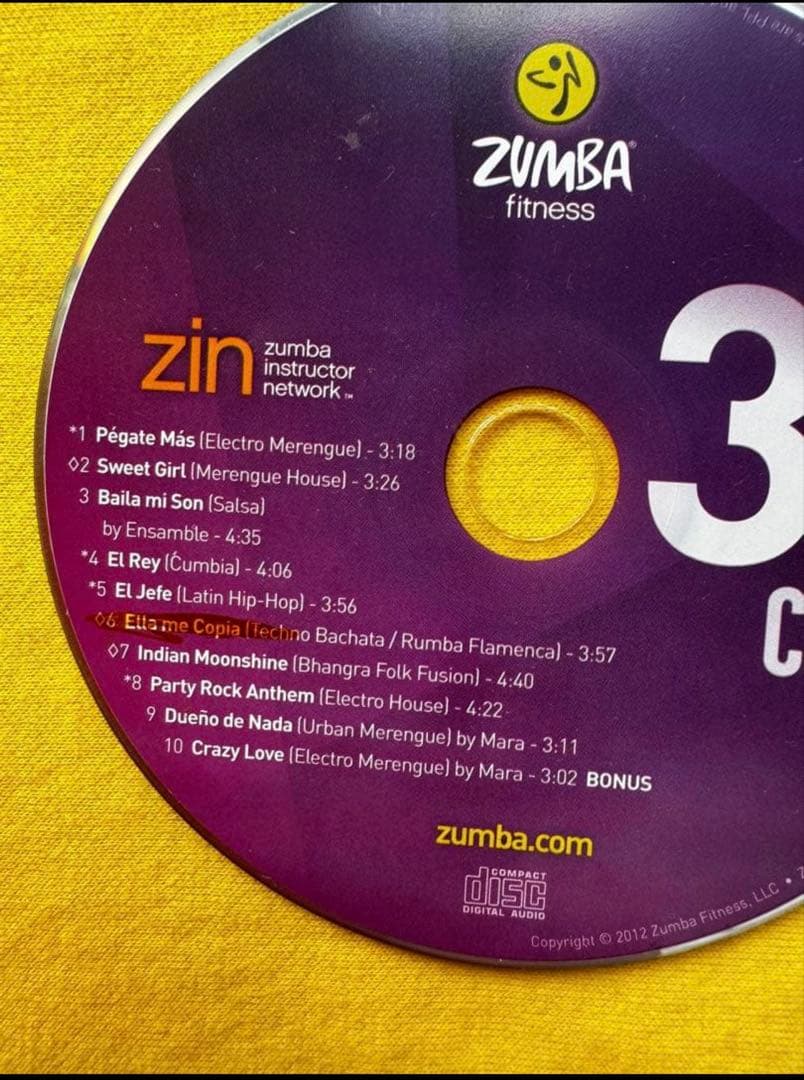 ZUMBA®
fitness
zin zumba
instructor
network™
3
C
*1 Pégate Más (Electro Merengue) - 3:18
◊2 Sweet Girl (Merengue House) - 3:26
3 Baila mi Son (Salsa)
by Ensamble - 4:35
*4 El Rey (Ćumbia) - 4:06
*5 El Jefe (Latin Hip-Hop) - 3:56
◊6 Ella me Copia (Techno Bachata / Rumba Flamenca) - 3:57
◊7 Indian Moonshine (Bhangra Folk Fusion) - 4:40
*8 Party Rock Anthem (Electro House) - 4:22
9 Dueño de Nada (Urban Merengue) by Mara - 3:11
10 Crazy Love (Electro Merengue) by Mara - 3:02 BONUS
zumba.com
COMPACT
disc
DIGITAL AUDIO
Copyright © 2012 Zumba Fitness, LLC •